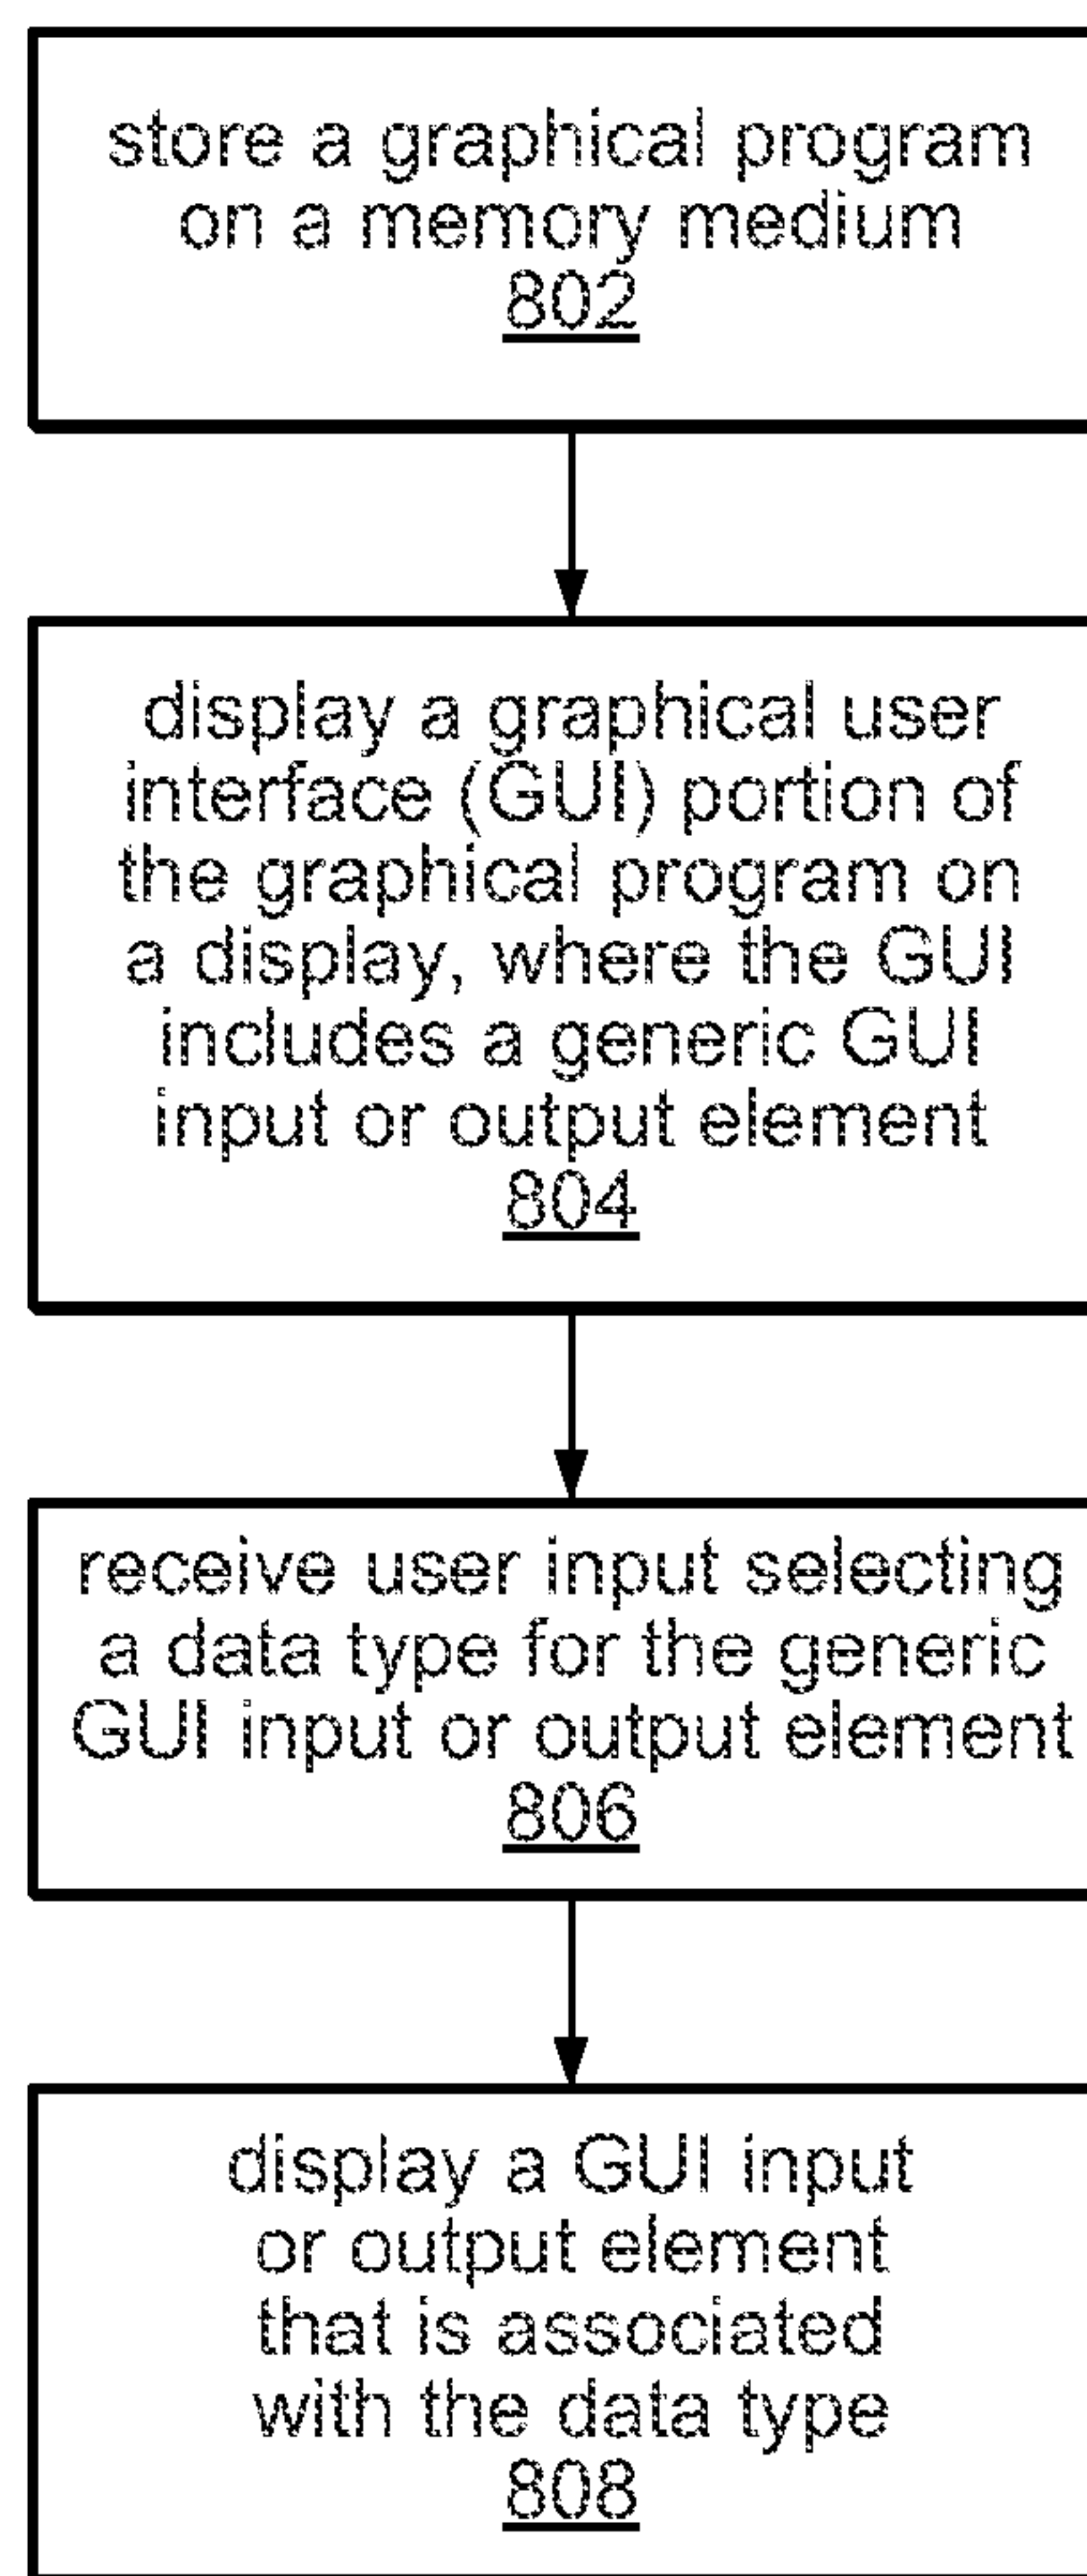 store a graphical program
on a memory medium
802
display a graphical user
interface (GUI) portion of
the graphical program on
a display, where the GUI
includes a generic GUI
input or output element
804
receive user input selecting
a data type for the generic
GUI input or output element
806
display a GUI input
or output element
that is associated
with the data type
808